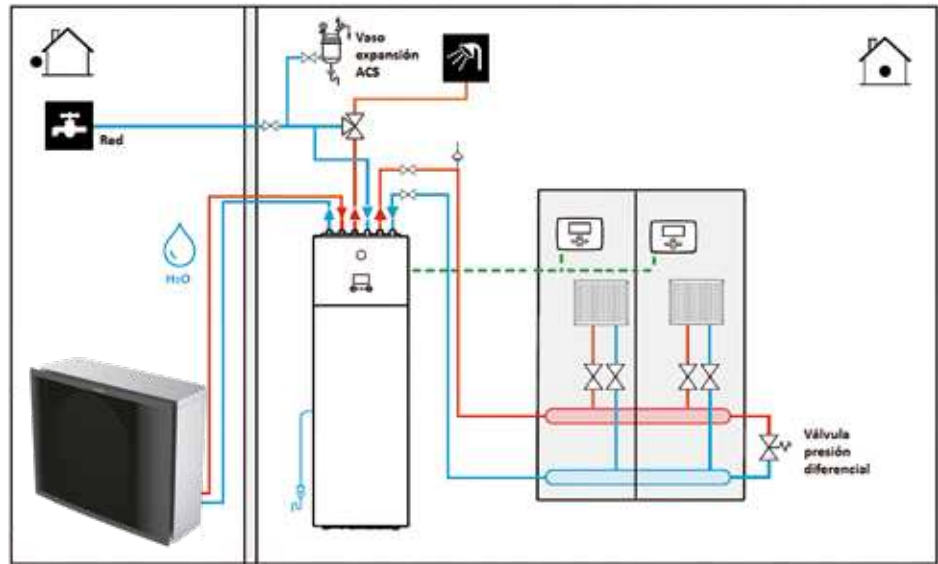 Vaso
expansión
ACS
Red
H₂O
Válvula
presión
diferencial